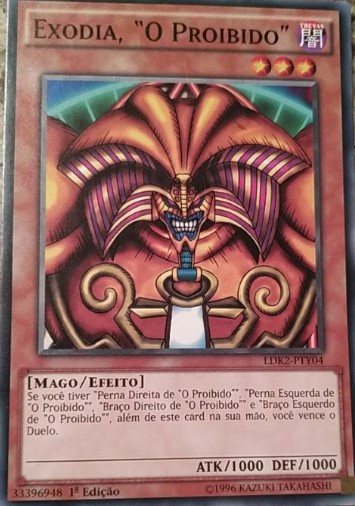 EXODIA, "O PROIBIDO"
TREVAS
闇
[MAGO/EFEITO]
LDK2-PTY04
Se você tiver "Perna Direita de "O Proibido"", "Perna Esquerda de
"O Proibido"", "Braço Direito de "O Proibido"" e "Braço Esquerdo
de "O Proibido"", além de este card na sua mão, você vence o
Duelo.
ATK/1000 DEF/1000
33396948 1ª Edição
©1996 KAZUKI TAKAHASHI